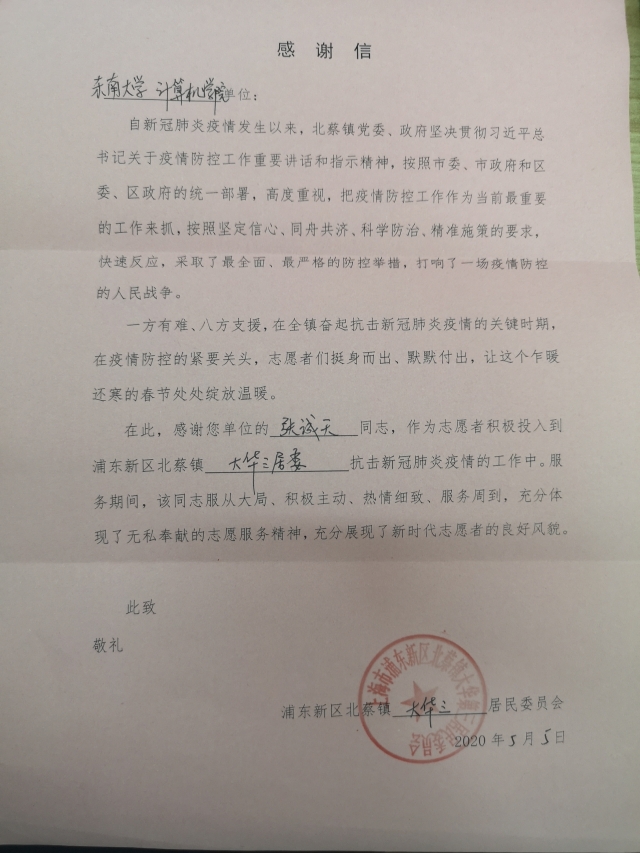 感谢信
东南大学 计算机学院单位：
自新冠肺炎疫情发生以来，北蔡镇党委、政府坚决贯彻习近平总
书记关于疫情防控工作重要讲话和指示精神，按照市委、市政府和区
委、区政府的统一部署，高度重视，把疫情防控工作作为当前最重要
的工作来抓，按照坚定信心、同舟共济、科学防治、精准施策的要求，
快速反应，采取了最全面、最严格的防控举措，打响了一场疫情防控
的人民战争。
一方有难、八方支援，在全镇奋起抗击新冠肺炎疫情的关键时期，
在疫情防控的紧要关头，志愿者们挺身而出、默默付出，让这个乍暖
还寒的春节处处绽放温暖。
在此，感谢您单位的 张诚天 同志，作为志愿者积极投入到
浦东新区北蔡镇 大华三居委 抗击新冠肺炎疫情的工作中。服
务期间，该同志服从大局、积极主动、热情细致、服务周到，充分体
现了无私奉献的志愿服务精神，充分展现了新时代志愿者的良好风貌。
此致
敬礼
上海市浦东新区北蔡镇大华第三居民委员会
浦东新区北蔡镇 大华三 居民委员会
2020年5月5日